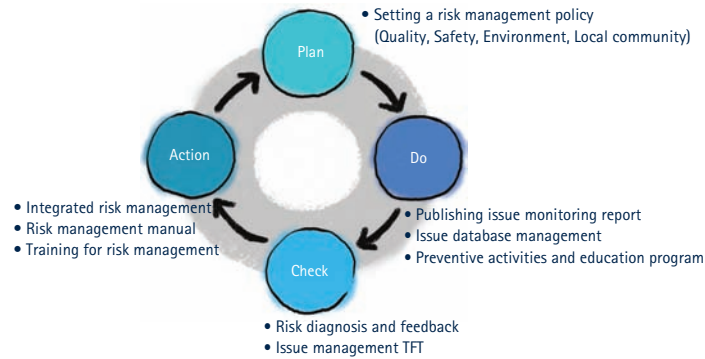 Plan
• Setting a risk management policy
(Quality, Safety, Environment, Local community)
Do
• Publishing issue monitoring report
• Issue database management
• Preventive activities and education program
Check
• Risk diagnosis and feedback
• Issue management TFT
Action
• Integrated risk management
• Risk management manual
• Training for risk management